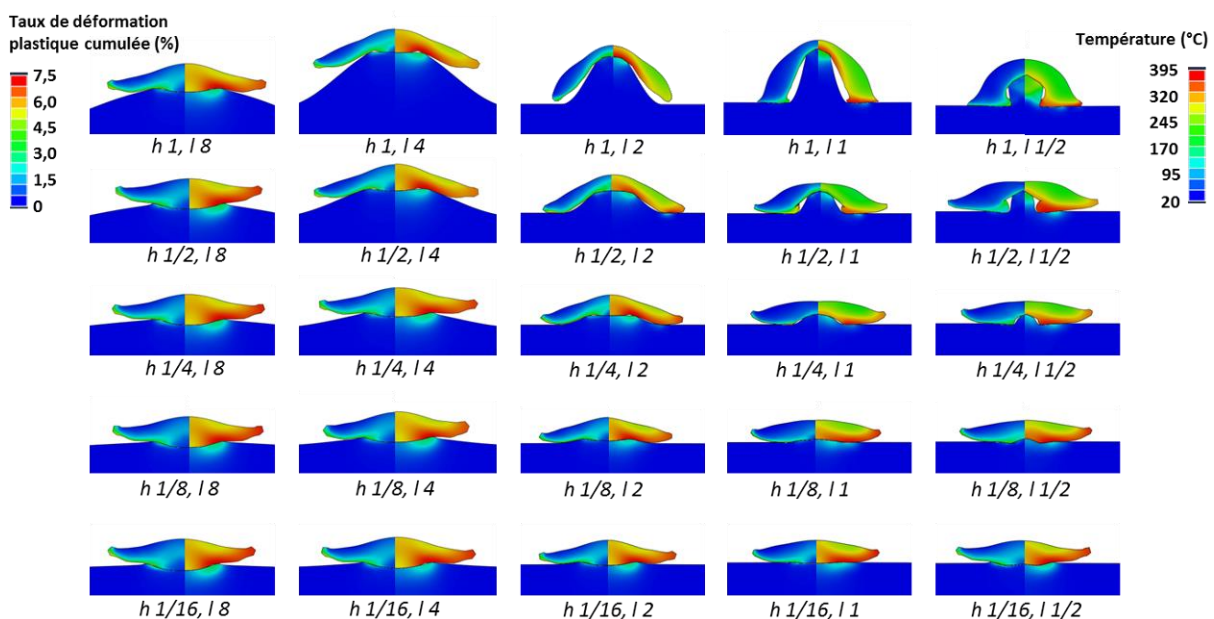 Taux de déformation
plastique cumulée (%)
7,5
6,0
4,5
3,0
1,5
0
Température (°C)
395
320
245
170
95
20
h 1, l 8
h 1, l 4
h 1, l 2
h 1, l 1
h 1, l 1/2
h 1/2, l 8
h 1/2, l 4
h 1/2, l 2
h 1/2, l 1
h 1/2, l 1/2
h 1/4, l 8
h 1/4, l 4
h 1/4, l 2
h 1/4, l 1
h 1/4, l 1/2
h 1/8, l 8
h 1/8, l 4
h 1/8, l 2
h 1/8, l 1
h 1/8, l 1/2
h 1/16, l 8
h 1/16, l 4
h 1/16, l 2
h 1/16, l 1
h 1/16, l 1/2